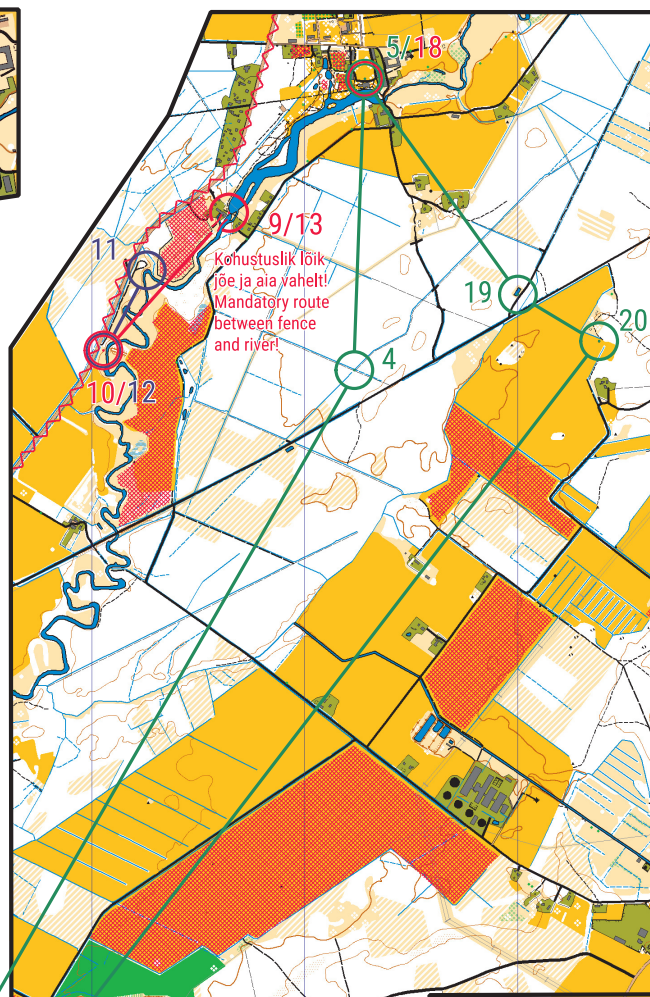 5/18
9/13
11
Kohustuslik lõik
jõe ja aia vahelt!
Mandatory route
between fence
and river!
19
20
4
10/12